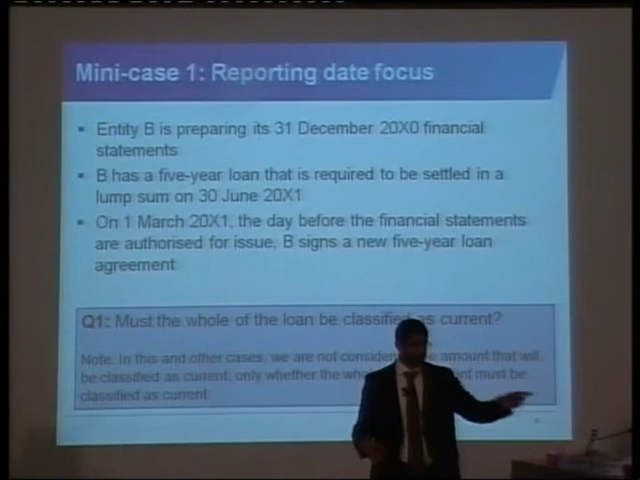 Mini-case 1: Reporting date focus
Entity B is preparing its 31 December 20X0 financial
statements
B has a five-year loan that is required to be settled in a
lump sum on 30 June 20X1
On 1 March 20X1, the day before the financial statements
are authorised for issue, B signs a new five-year loan
agreement
Q1: Must the whole of the loan be classified as current?
Note: In this and other cases, we are not consider amount that will
be classified as current, only whether the who nt must be
classified as current